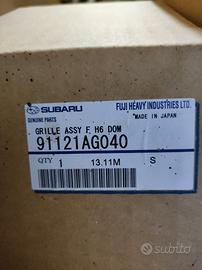 SUBARU
GENUINE PARTS
FUJI HEAVY INDUSTRIES LTD.
MADE IN JAPAN
GRILLE ASSY F, H6 DOM
91121AG040
QTY 1 13.11M S
subito